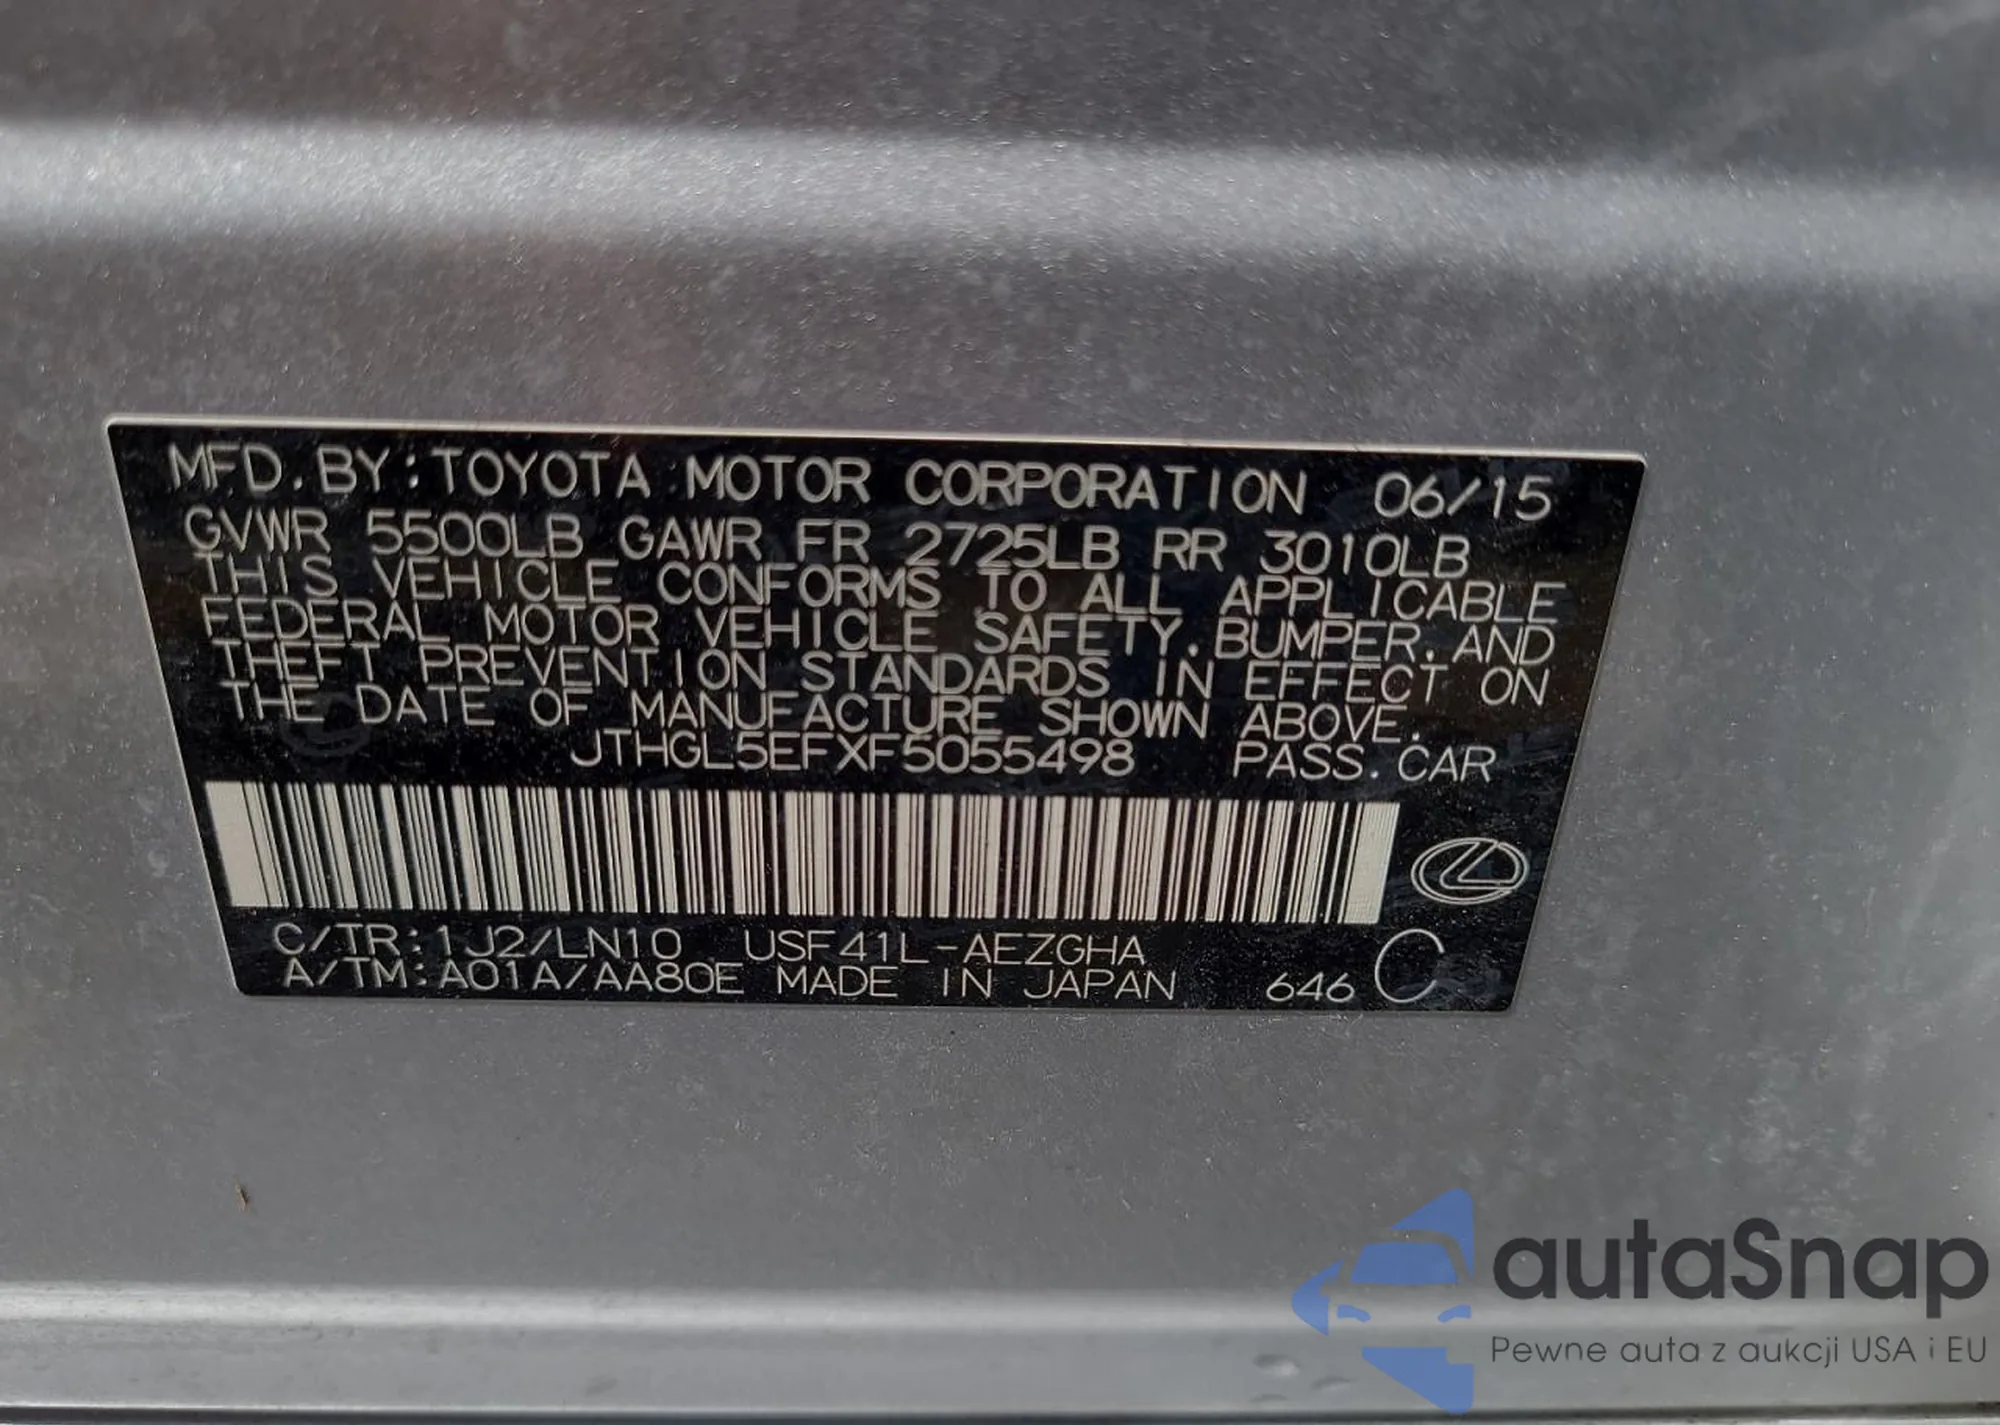 MFD. BY: TOYOTA MOTOR CORPORATION 06/15
GVWR 5500LB GAWR FR 2725LB RR 3010LB
THIS VEHICLE CONFORMS TO ALL APPLICABLE
FEDERAL MOTOR VEHICLE SAFETY, BUMPER, AND
THEFT PREVENTION STANDARDS IN EFFECT ON
THE DATE OF MANUFACTURE SHOWN ABOVE.
JTHGL5EFXF5055498 PASS. CAR
C/TR: 1J2/LN10 USF41L-AEZGHA
A/TM: A01A/AA80E MADE IN JAPAN 646 C
autaSnap
Pewne auta z aukcji USA i EU